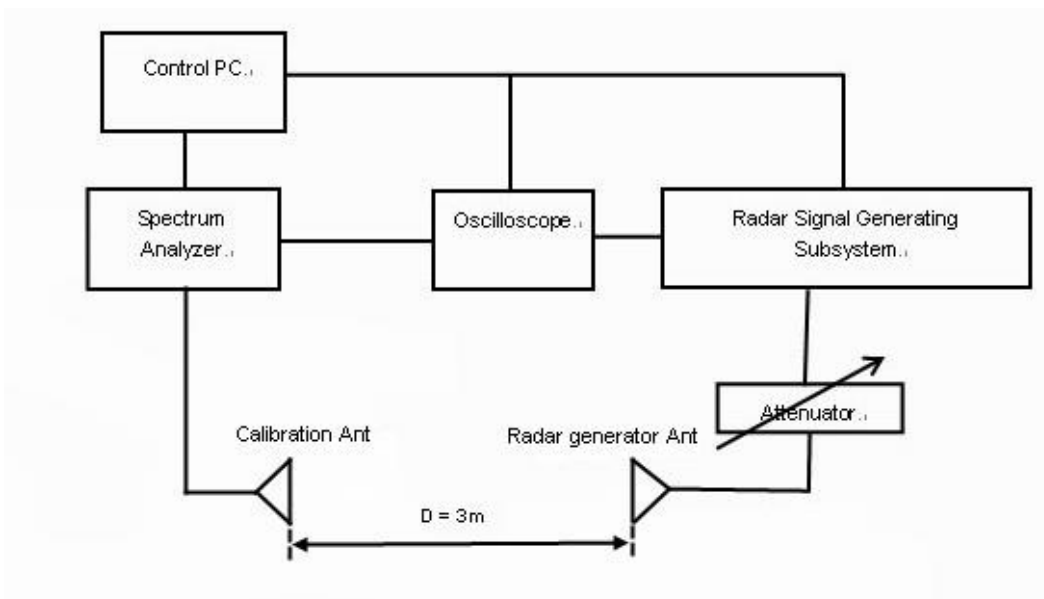 Control PC
Spectrum
Analyzer
Oscilloscope
Radar Signal Generating
Subsystem
Attenuator
Calibration Ant
Radar generator Ant
D = 3m